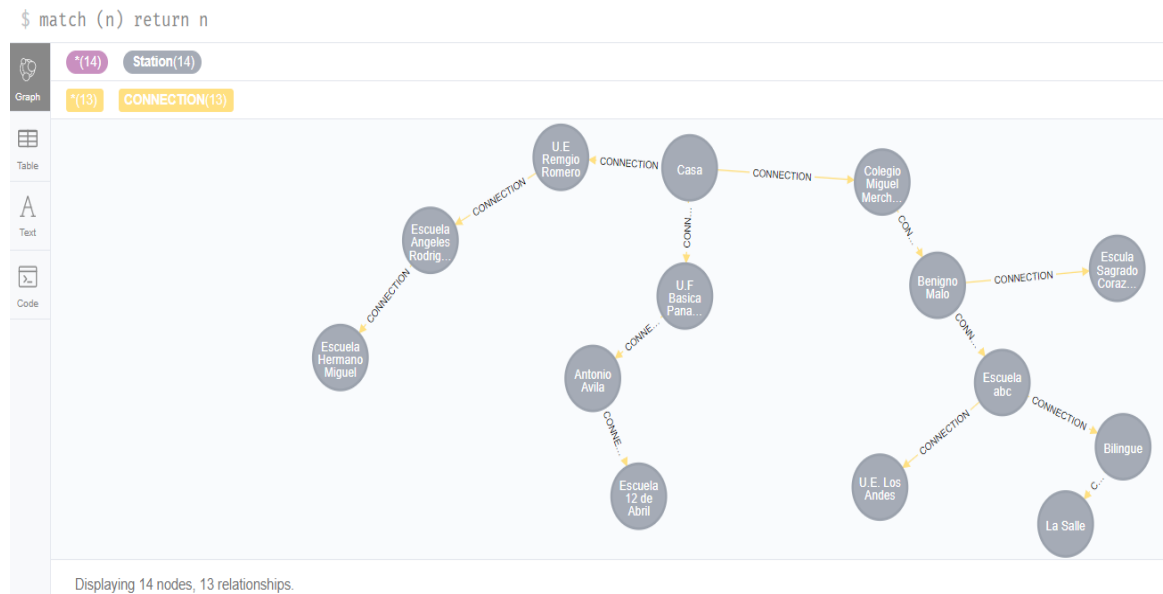 $ match (n) return n
Graph
*(14) Station(14)
*(13) CONNECTION(13)
Table
Text
Code
U.E
Remgio
Romero
CONNECTION
Casa
CONNECTION
Colegio
Miguel
Merch...
CONNECTION
Escuela
Angeles
Rodrig...
CONN...
CON...
CONNECTION
U.F
Basica
Pana...
Benigno
Malo
CONNECTION
Escula
Sagrado
Coraz...
Escuela
Hermano
Miguel
CONNE...
CONN...
Antonio
Avila
Escuela
abc
CONNE...
CONNECTION
CONNECTION
Bilingue
Escuela
12 de
Abril
U.E. Los
Andes
C...
La Salle
Displaying 14 nodes, 13 relationships.